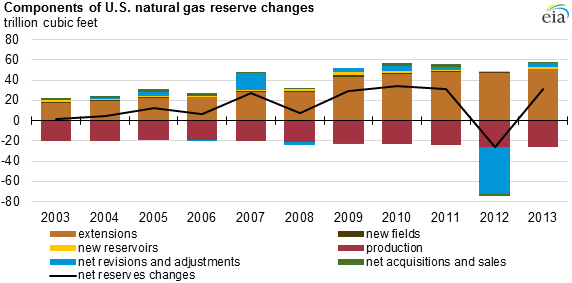 Components of U.S. natural gas reserve changes
trillion cubic feet
eia
80
60
40
20
0
-20
-40
-60
-80
2003 2004 2005 2006 2007 2008 2009 2010 2011 2012 2013
extensions new fields
new reservoirs production
net revisions and adjustments net acquisitions and sales
net reserves changes